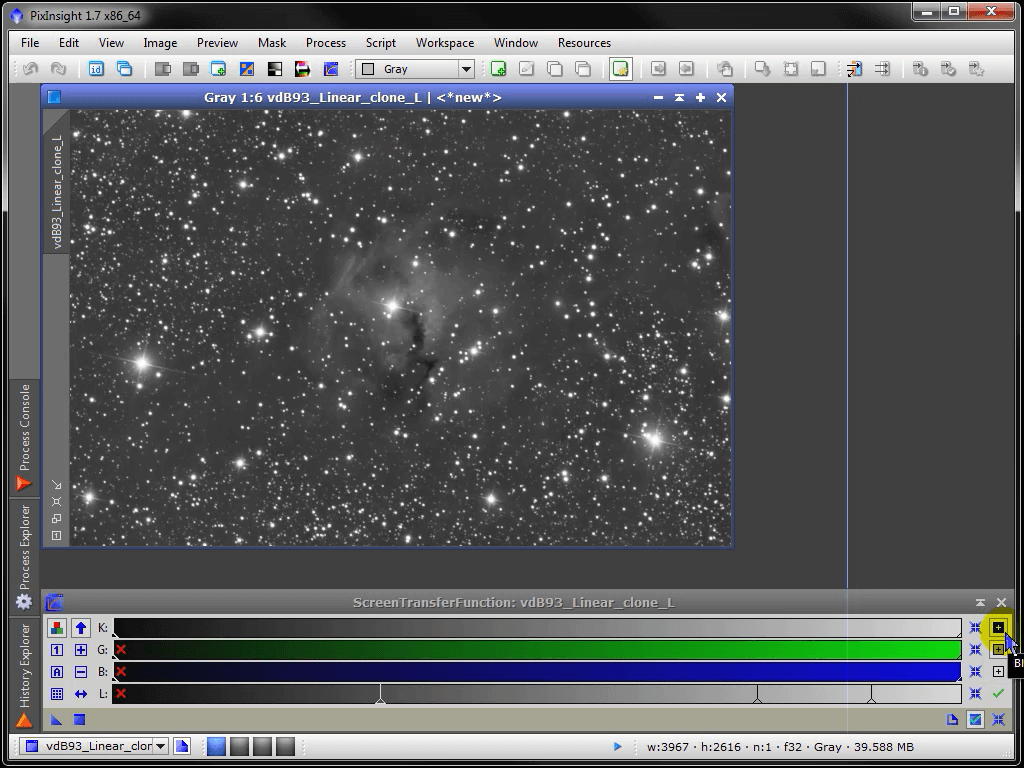 PixInsight 1.7 x86_64
File Edit View Image Preview Mask Process Script Workspace Window Resources
id Gray
Gray 1:6 vdB93_Linear_clone_L | <*new*>
vdB93_Linear_clone_L
Process Console
Process Explorer
History Explorer
ScreenTransferFunction: vdB93_Linear_clone_L
K:
1 G:
A B:
L:
Bl
vdB93_Linear_clor
w:3967 · h:2616 · n:1 · f32 · Gray · 39.588 MB